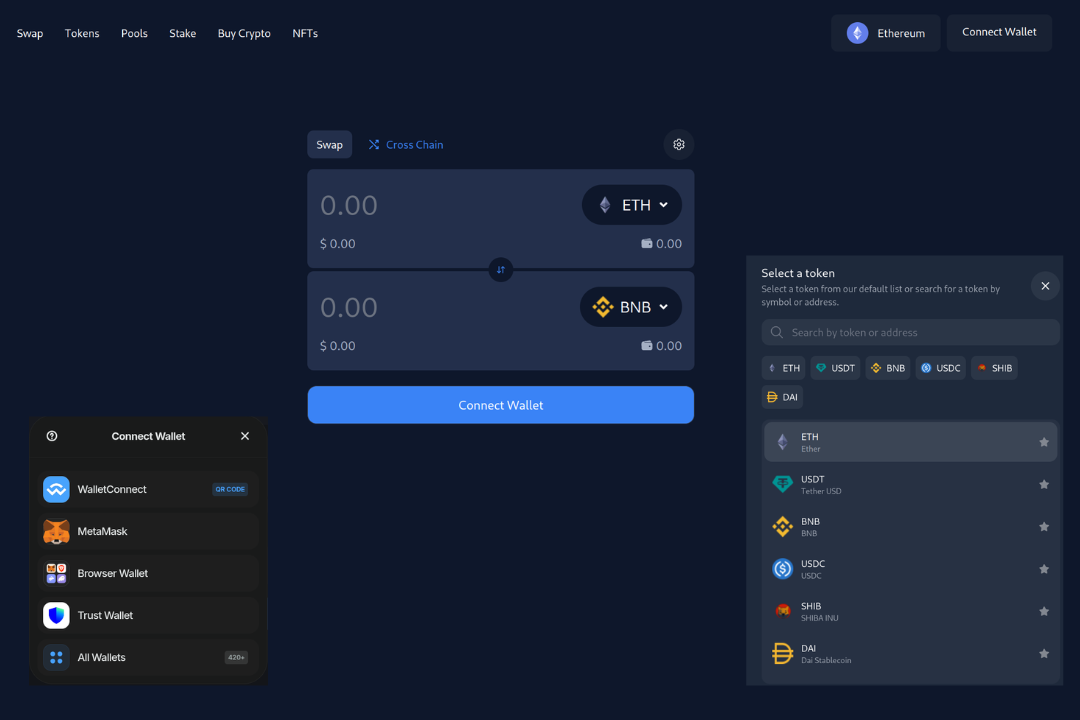 Swap Tokens Pools Stake Buy Crypto NFTs Ethereum Connect Wallet
Swap Cross Chain
0.00 ETH
$ 0.00 0.00
0.00 BNB
$ 0.00 0.00
Connect Wallet
Connect Wallet
WalletConnect QR CODE
MetaMask
Browser Wallet
Trust Wallet
All Wallets 420+
Select a token
Select a token from our default list or search for a token by
symbol or address.
Search by token or address
ETH USDT BNB USDC SHIB
DAI
ETH
Ether
USDT
Tether USD
BNB
BNB
USDC
USDC
SHIB
SHIBA INU
DAI
Dai Stablecoin